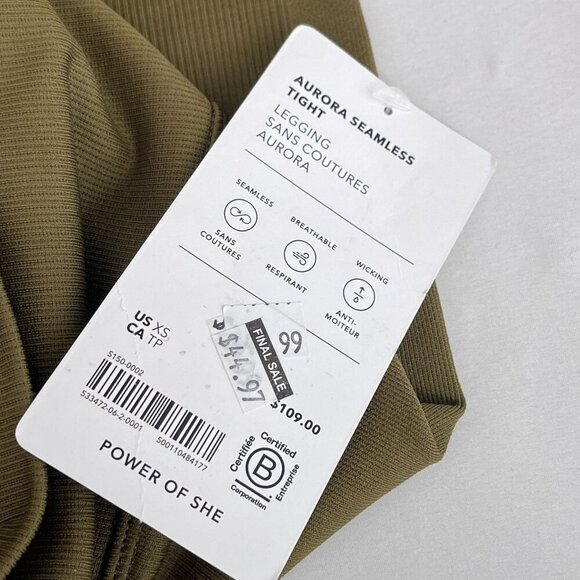 AURORA SEAMLESS
TIGHT
LEGGING
SANS COUTURES
AURORA
SEAMLESS
SANS
COUTURES
BREATHABLE
RESPIRANT
WICKING
ANTI-
MOITEUR
US XS
CA TP
$44.97
FINAL SALE
99
$109.00
S150-0002
533472-06-2-0001
500110484177
POWER OF SHE
Certified
Certifiée
B
Corporation
Entreprise